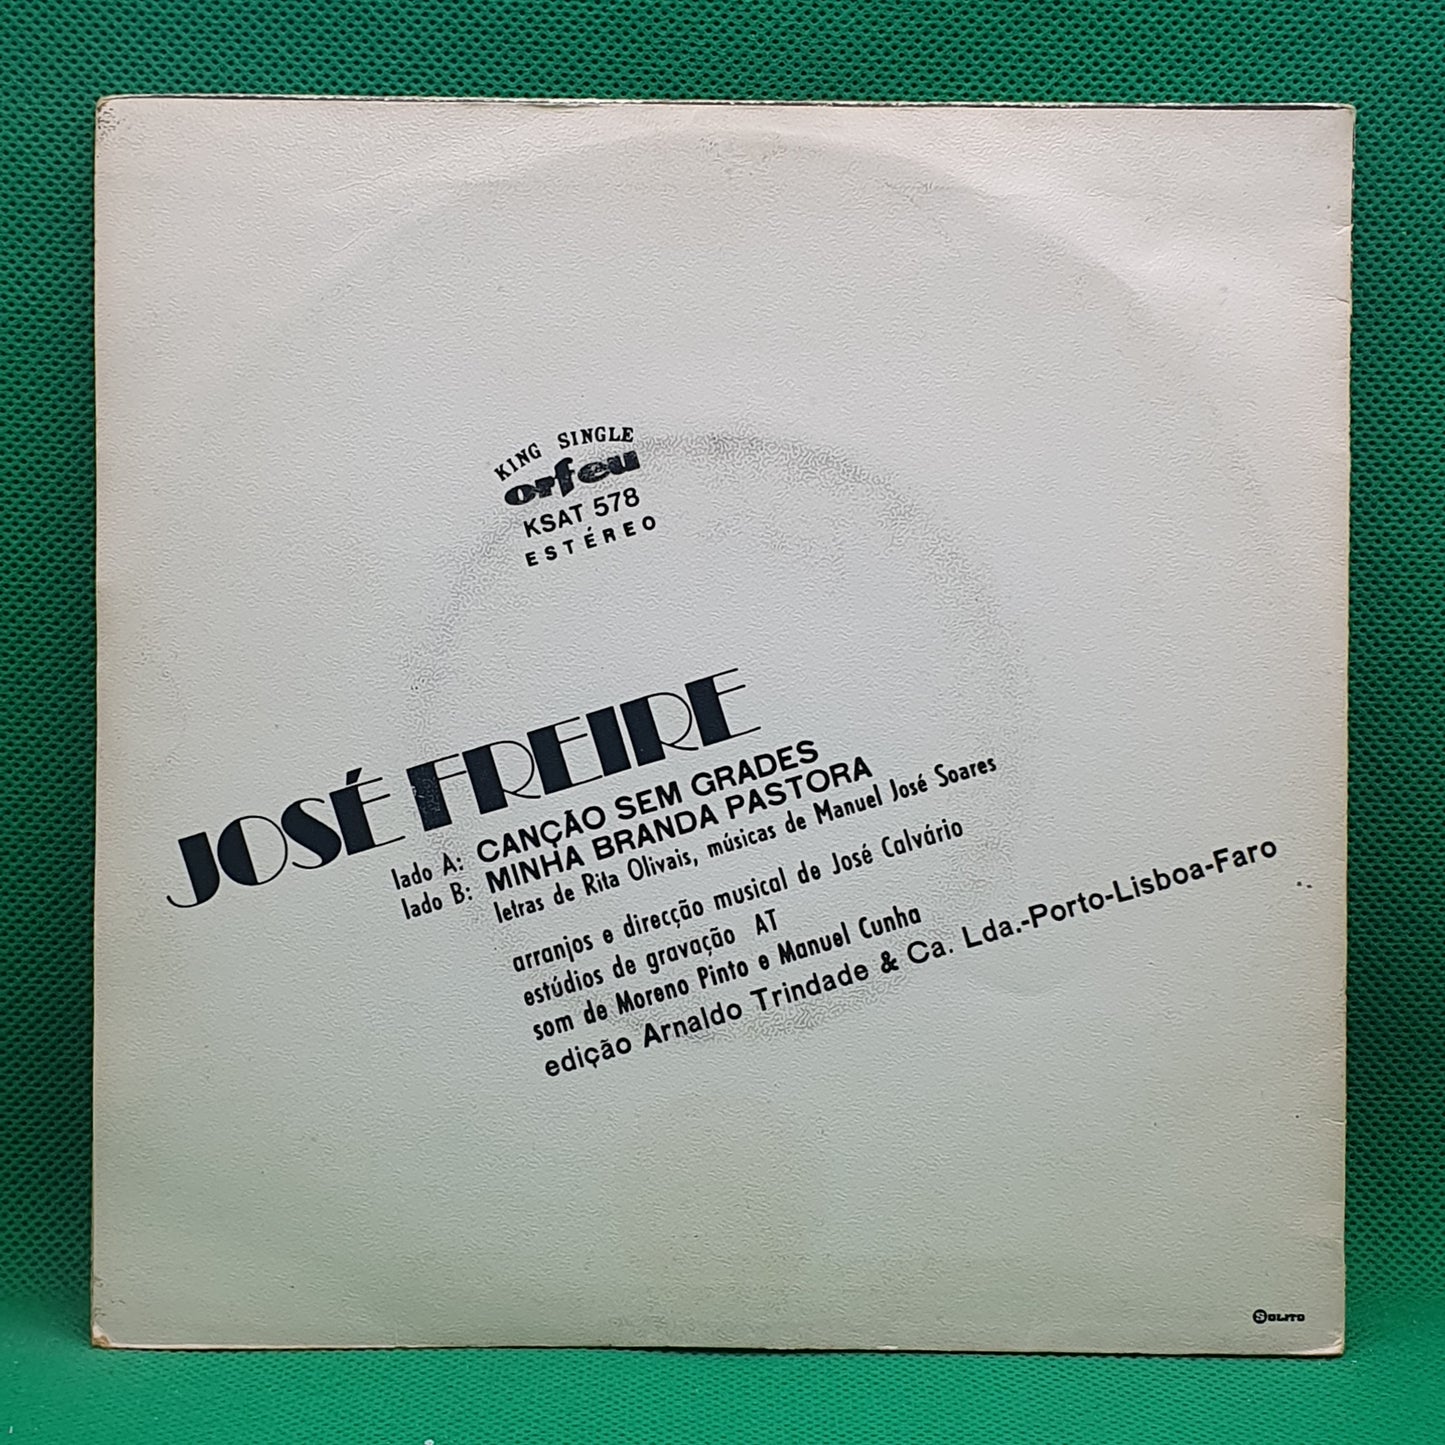 KING SINGLE
orfeu
KSAT 578
ESTÉREO
JOSÉ FREIRE
lado A: CANÇÃO SEM GRADES
lado B: MINHA BRANDA PASTORA
letras de Rita Olivais, músicas de Manuel José Soares
arranjos e direcção musical de José Calvário
estúdios de gravação AT
som de Moreno Pinto e Manuel Cunha
edição Arnaldo Trindade & Ca. Lda.-Porto-Lisboa-Faro
SOLITO